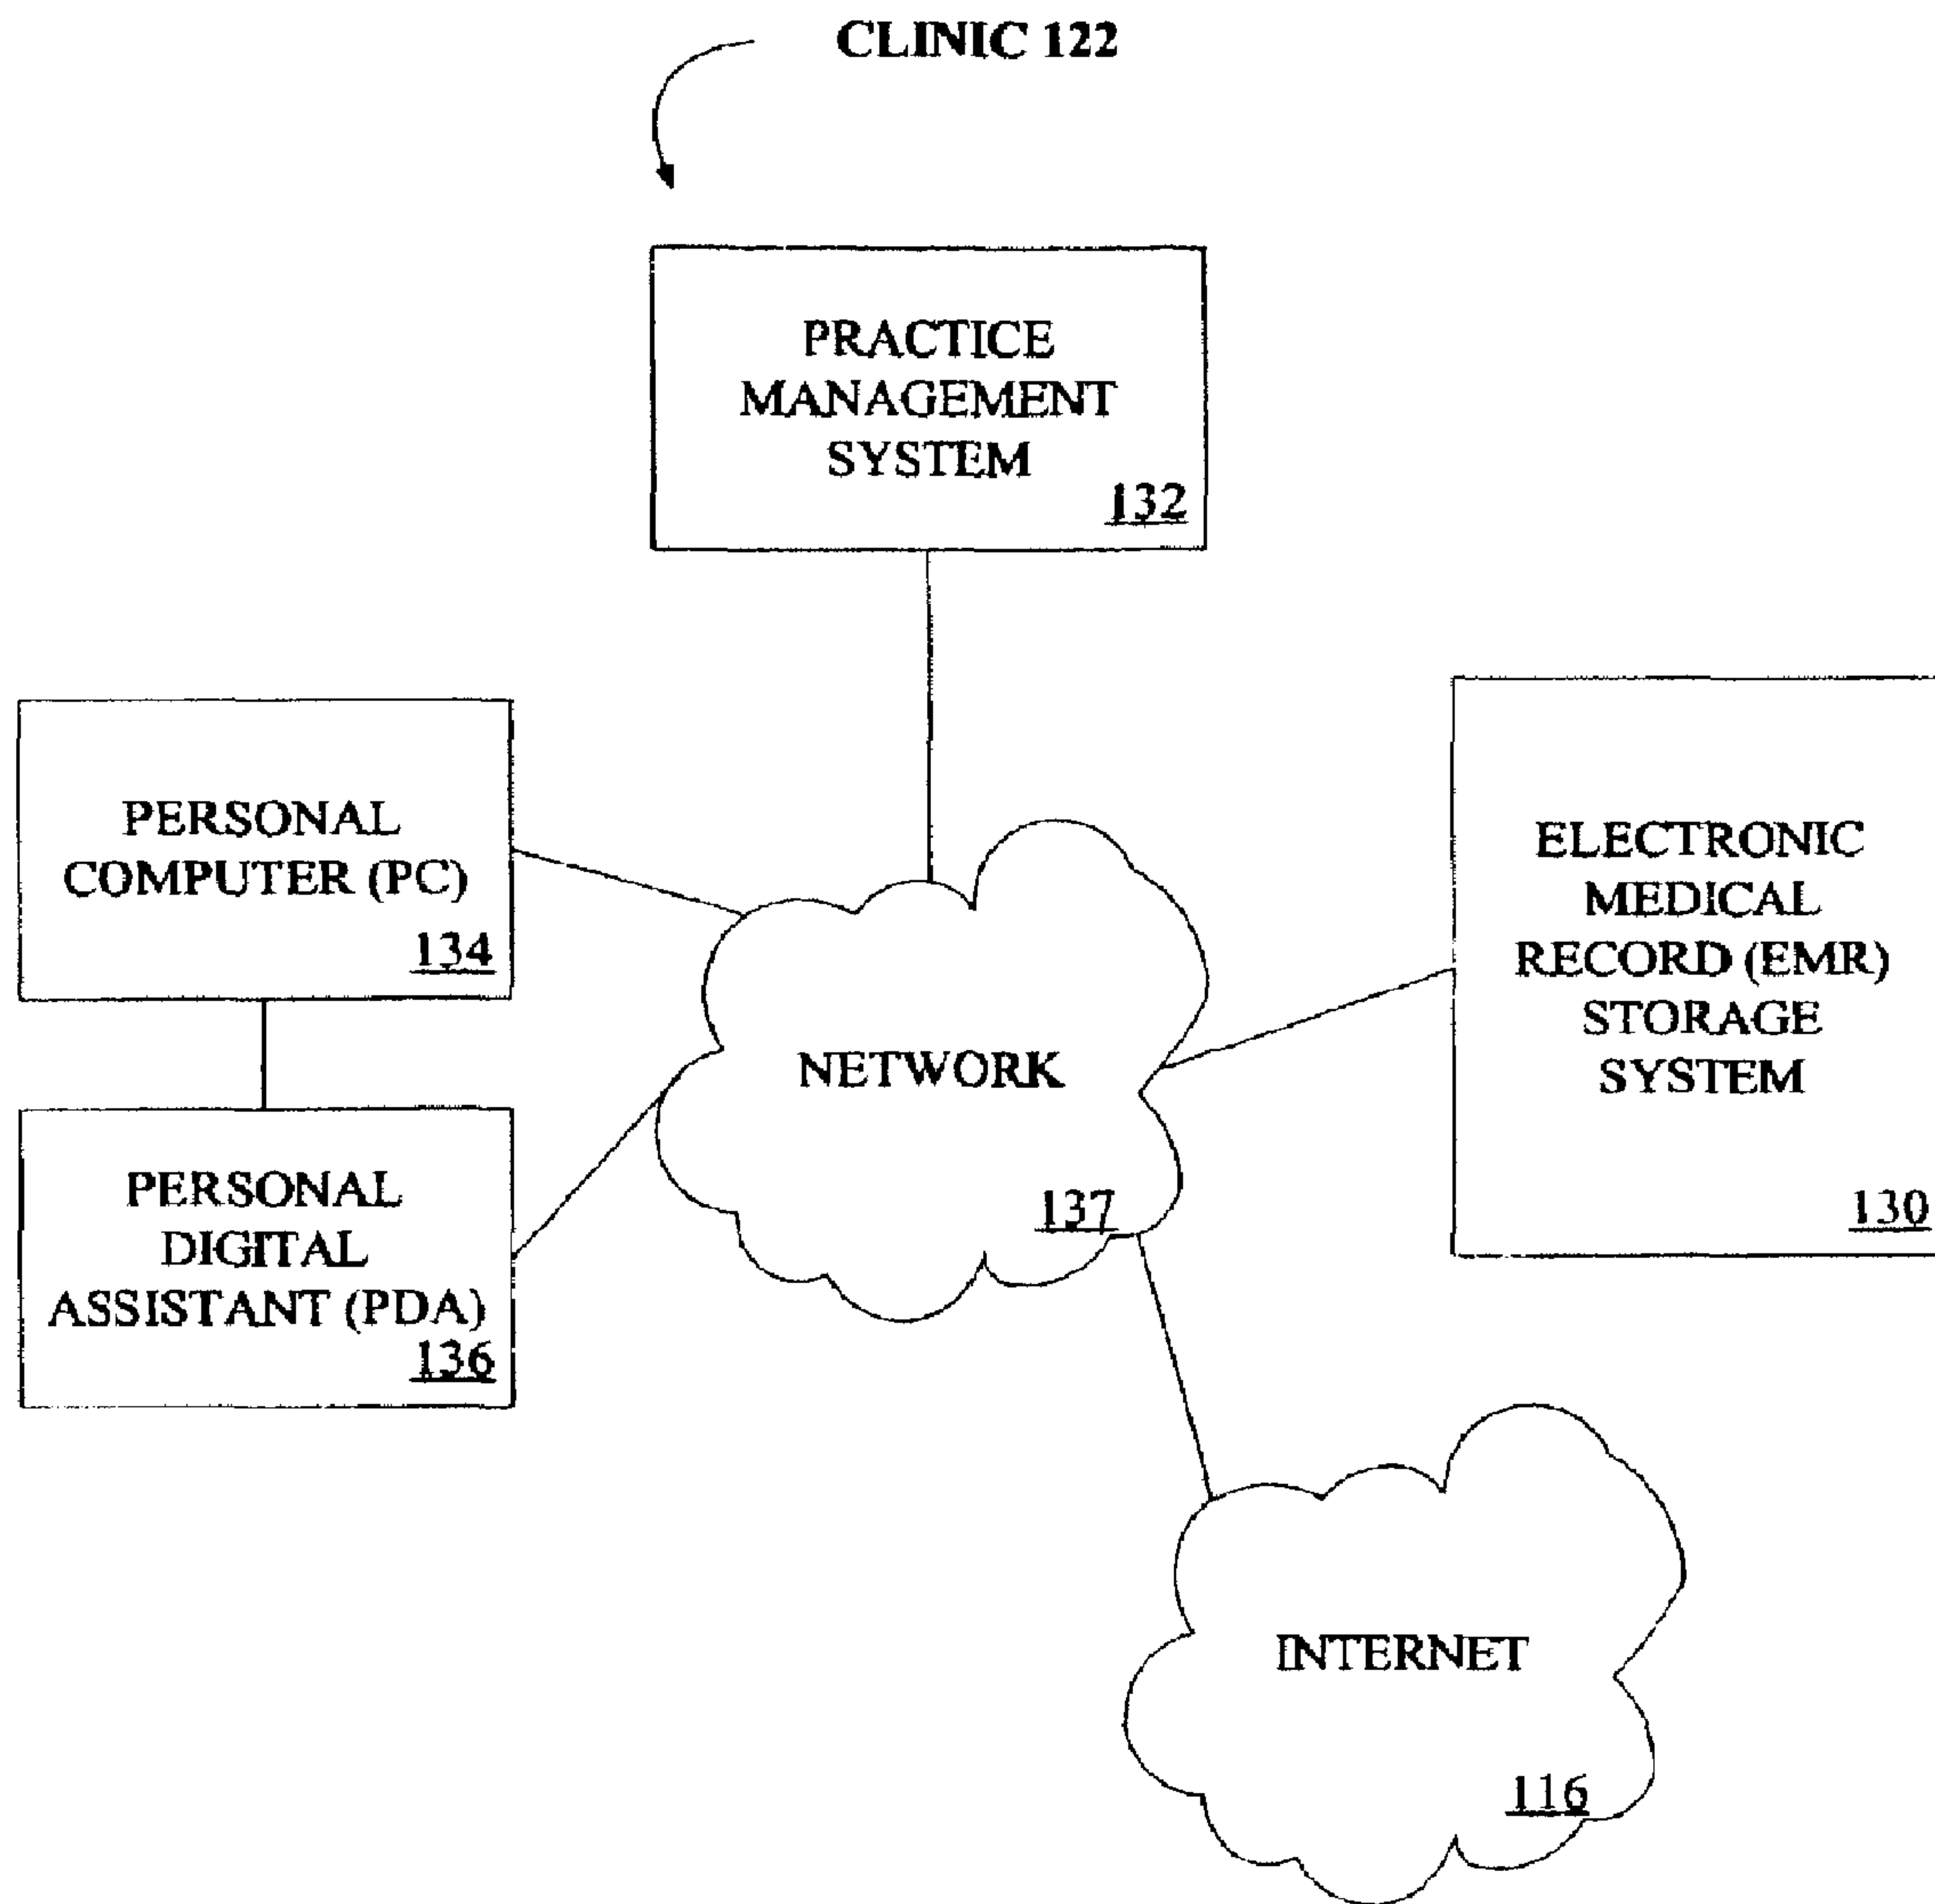 CLINIC 122
PRACTICE
MANAGEMENT
SYSTEM
132
PERSONAL
COMPUTER (PC)
134
PERSONAL
DIGITAL
ASSISTANT (PDA)
136
NETWORK
137
ELECTRONIC
MEDICAL
RECORD (EMR)
STORAGE
SYSTEM
130
INTERNET
116